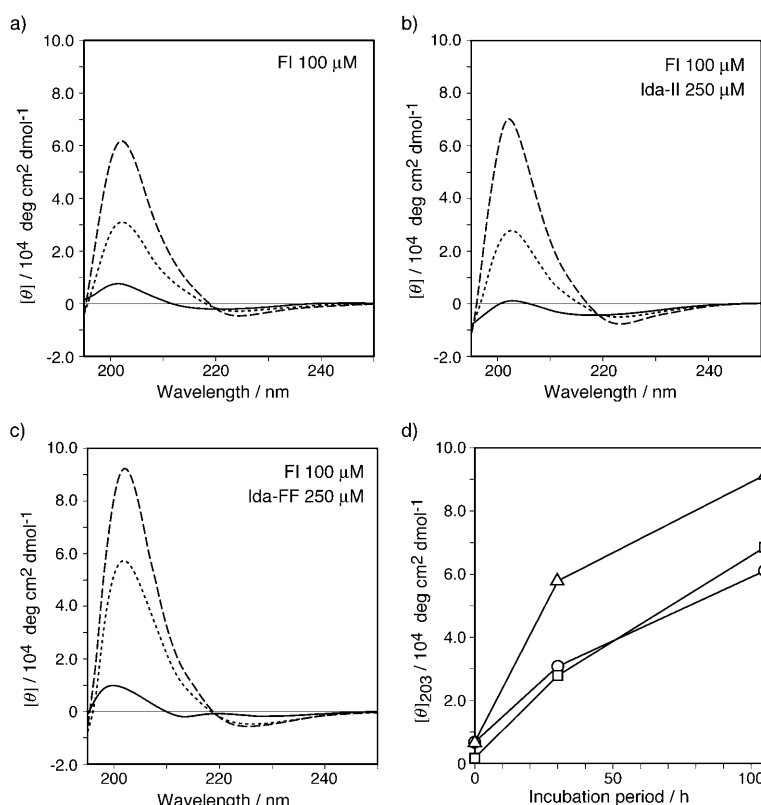 a)
FI 100 μM
10.0
8.0
6.0
4.0
2.0
0
-2.0
[θ] / 10⁴ deg cm² dmol⁻¹
200
220
240
Wavelength / nm
b)
FI 100 μM
Ida-II 250 μM
10.0
8.0
6.0
4.0
2.0
0
-2.0
[θ] / 10⁴ deg cm² dmol⁻¹
200
220
240
Wavelength / nm
c)
FI 100 μM
Ida-FF 250 μM
10.0
8.0
6.0
4.0
2.0
0
-2.0
[θ] / 10⁴ deg cm² dmol⁻¹
200
220
240
Wavelength / nm
d)
10.0
8.0
6.0
4.0
2.0
0
[θ]₂₀₃ / 10⁴ deg cm² dmol⁻¹
0
50
100
Incubation period / h